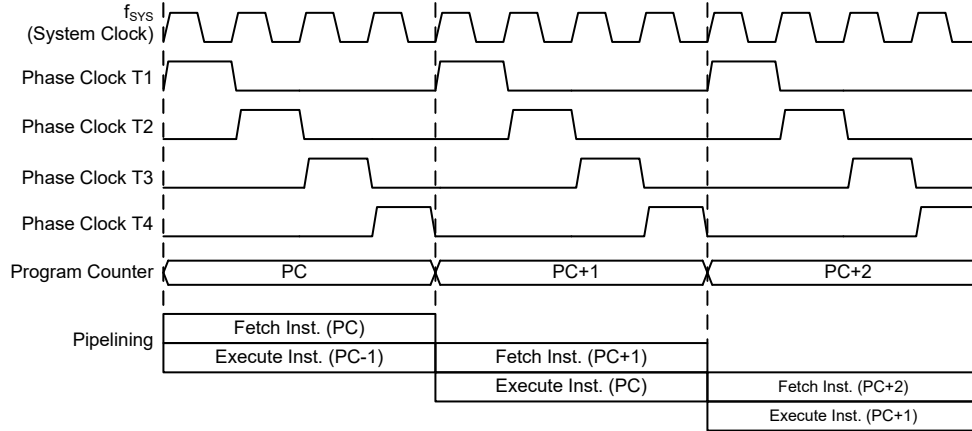 fSYS
(System Clock)
Phase Clock T1
Phase Clock T2
Phase Clock T3
Phase Clock T4
Program Counter PC PC+1 PC+2
Pipelining
Fetch Inst. (PC)
Execute Inst. (PC-1) Fetch Inst. (PC+1)
Execute Inst. (PC) Fetch Inst. (PC+2)
Execute Inst. (PC+1)